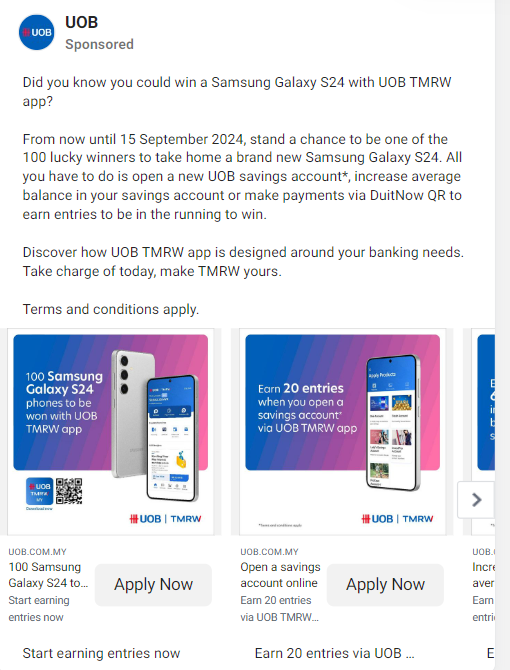 UOB
UOB
Sponsored
Did you know you could win a Samsung Galaxy S24 with UOB TMRW
app?
From now until 15 September 2024, stand a chance to be one of the
100 lucky winners to take home a brand new Samsung Galaxy S24. All
you have to do is open a new UOB savings account*, increase average
balance in your savings account or make payments via DuitNow QR to
earn entries to be in the running to win.
Discover how UOB TMRW app is designed around your banking needs.
Take charge of today, make TMRW yours.
Terms and conditions apply.
100 Samsung
Galaxy S24
phones to be
won with UOB
TMRW app
UOB
TMRW
MY
Download now
UOB | TMRW
Earn 20 entries
when you open a
savings account*
via UOB TMRW app
Apply Products
*Terms and conditions apply
UOB | TMRW
UOB.COM.MY
100 Samsung
Galaxy S24 to...
Start earning
entries now
Apply Now
Start earning entries now
UOB.COM.MY
Open a savings
account online
Earn 20 entries
via UOB TMRW...
Apply Now
Earn 20 entries via UOB ...
UOB.
Incre
aver
Earn
entri
E